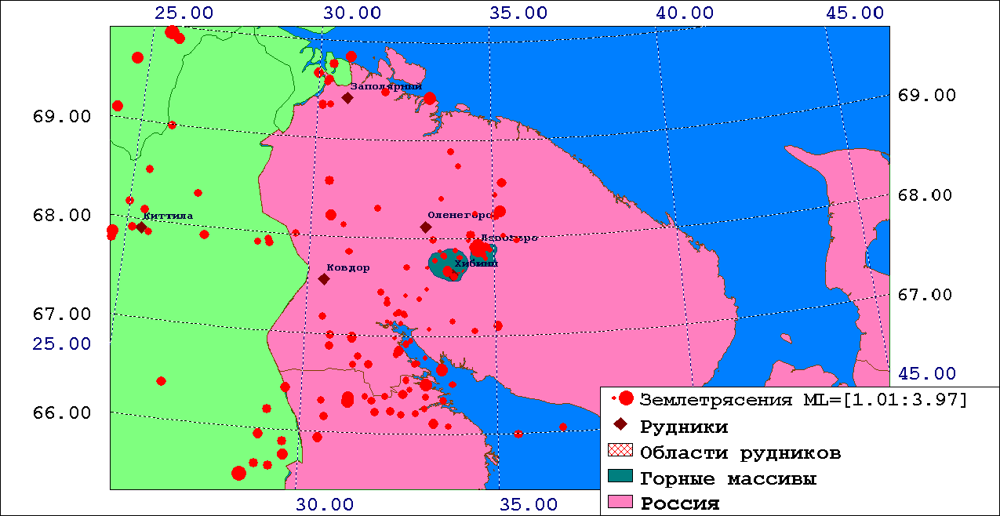 25.00 30.00 35.00 40.00 45.00
Заполярный
69.00
69.00
68.00
Киттила
Оленегорс
68.00
Ковдор
Хибины
67.00
67.00
25.00
45.00
66.00
Землетрясения ML=[1.01:3.97]
Рудники
Области рудников
Горные массивы
Россия
30.00 35.00